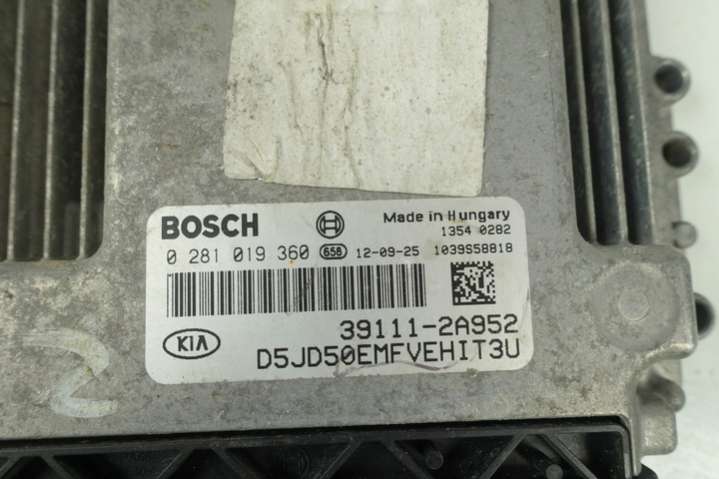 BOSCH Made in Hungary
1354 0282
0 281 019 360 658 12-09-25 1039S58818
39111-2A952
KIA
D5JD50EMFVEHIT3U
2